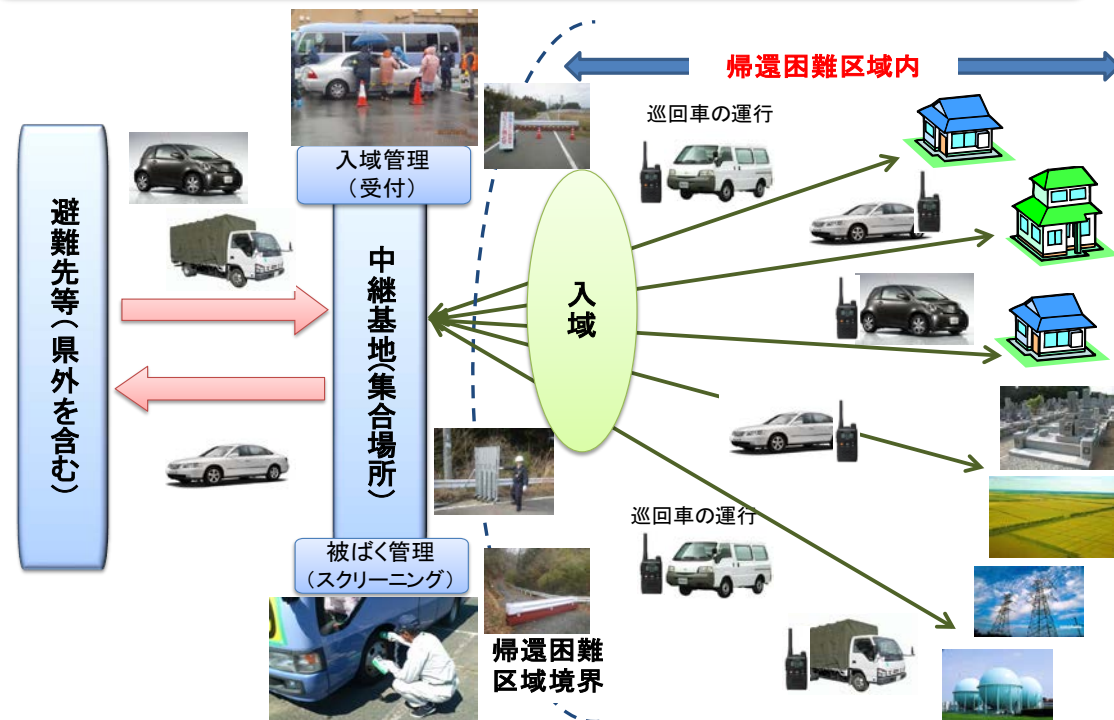 帰還困難区域内
巡回車の運行
入域管理
（受付）
避難先等（県外を含む）
中継基地（集合場所）
入域
巡回車の運行
被ばく管理
（スクリーニング）
帰還困難
区域境界